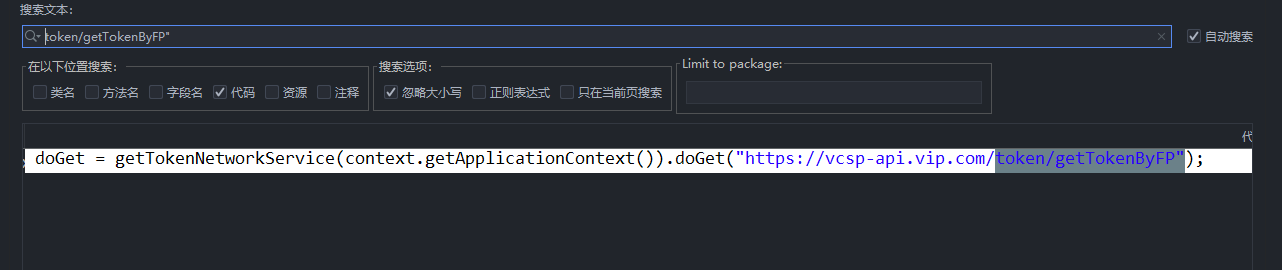 搜索文本：
token/getTokenByFP"
自动搜索
在以下位置搜索： 搜索选项： Limit to package:
类名 方法名 字段名 代码 资源 注释 忽略大小写 正则表达式 只在当前页搜索
doGet = getTokenNetworkService(context.getApplicationContext()).doGet("https://vcsp-api.vip.com/token/getTokenByFP");